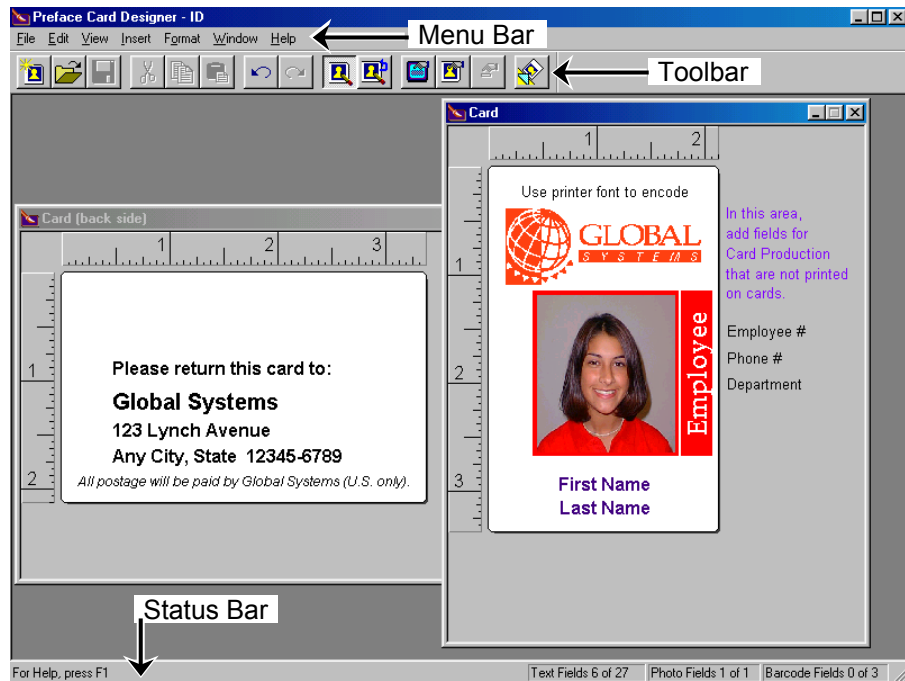 Preface Card Designer - ID
File Edit View Insert Format Window Help
Menu Bar
Toolbar
Card
1 2
Use printer font to encode
GLOBAL
SYSTEMS
1
2
3
Employee
First Name
Last Name
In this area,
add fields for
Card Production
that are not printed
on cards.
Employee #
Phone #
Department
Card (back side)
1 2 3
1
2
Please return this card to:
Global Systems
123 Lynch Avenue
Any City, State 12345-6789
All postage will be paid by Global Systems (U.S. only).
Status Bar
For Help, press F1
Text Fields 6 of 27 Photo Fields 1 of 1 Barcode Fields 0 of 3